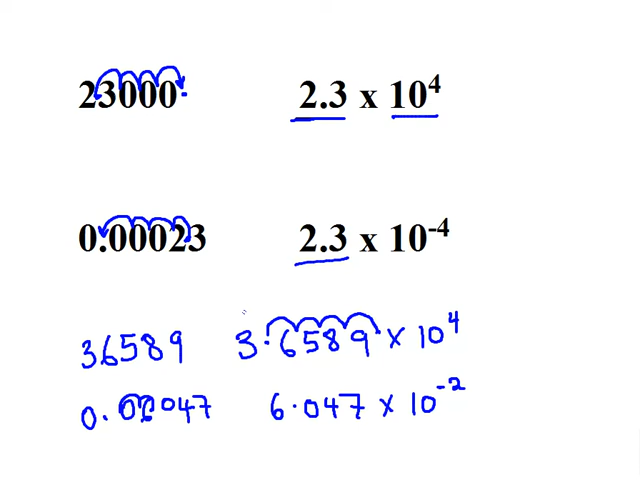 23000. 2.3 x 10⁴
0.00023 2.3 x 10⁻⁴
36589 3.6589 x 10⁴
0. 06047 6.047 x 10⁻²